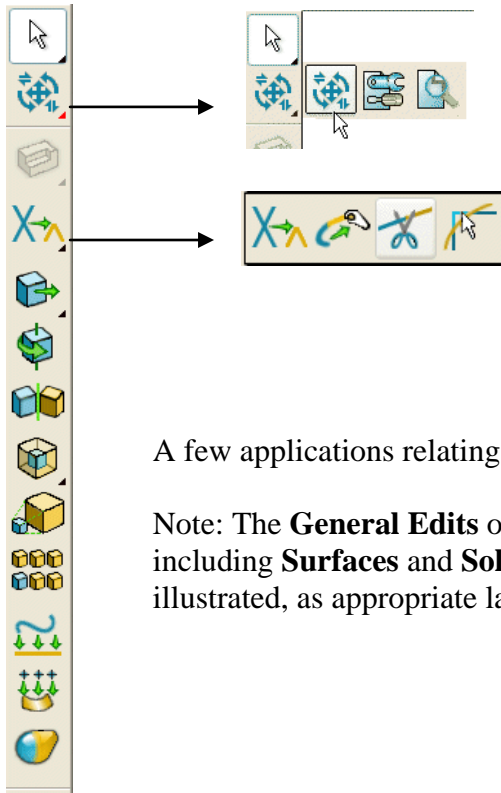 A few applications relating
Note: The General Edits o
including Surfaces and Sol
illustrated, as appropriate la